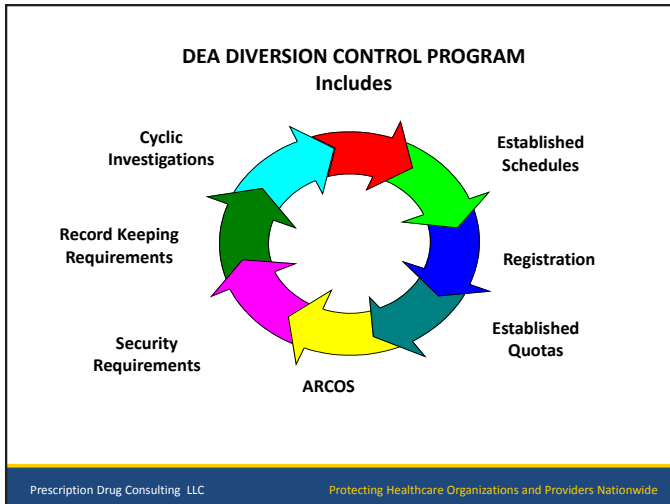 DEA DIVERSION CONTROL PROGRAM
Includes
Cyclic
Investigations
Established
Schedules
Record Keeping
Requirements
Registration
Security
Requirements
Established
Quotas
ARCOS
Prescription Drug Consulting LLC
Protecting Healthcare Organizations and Providers Nationwide